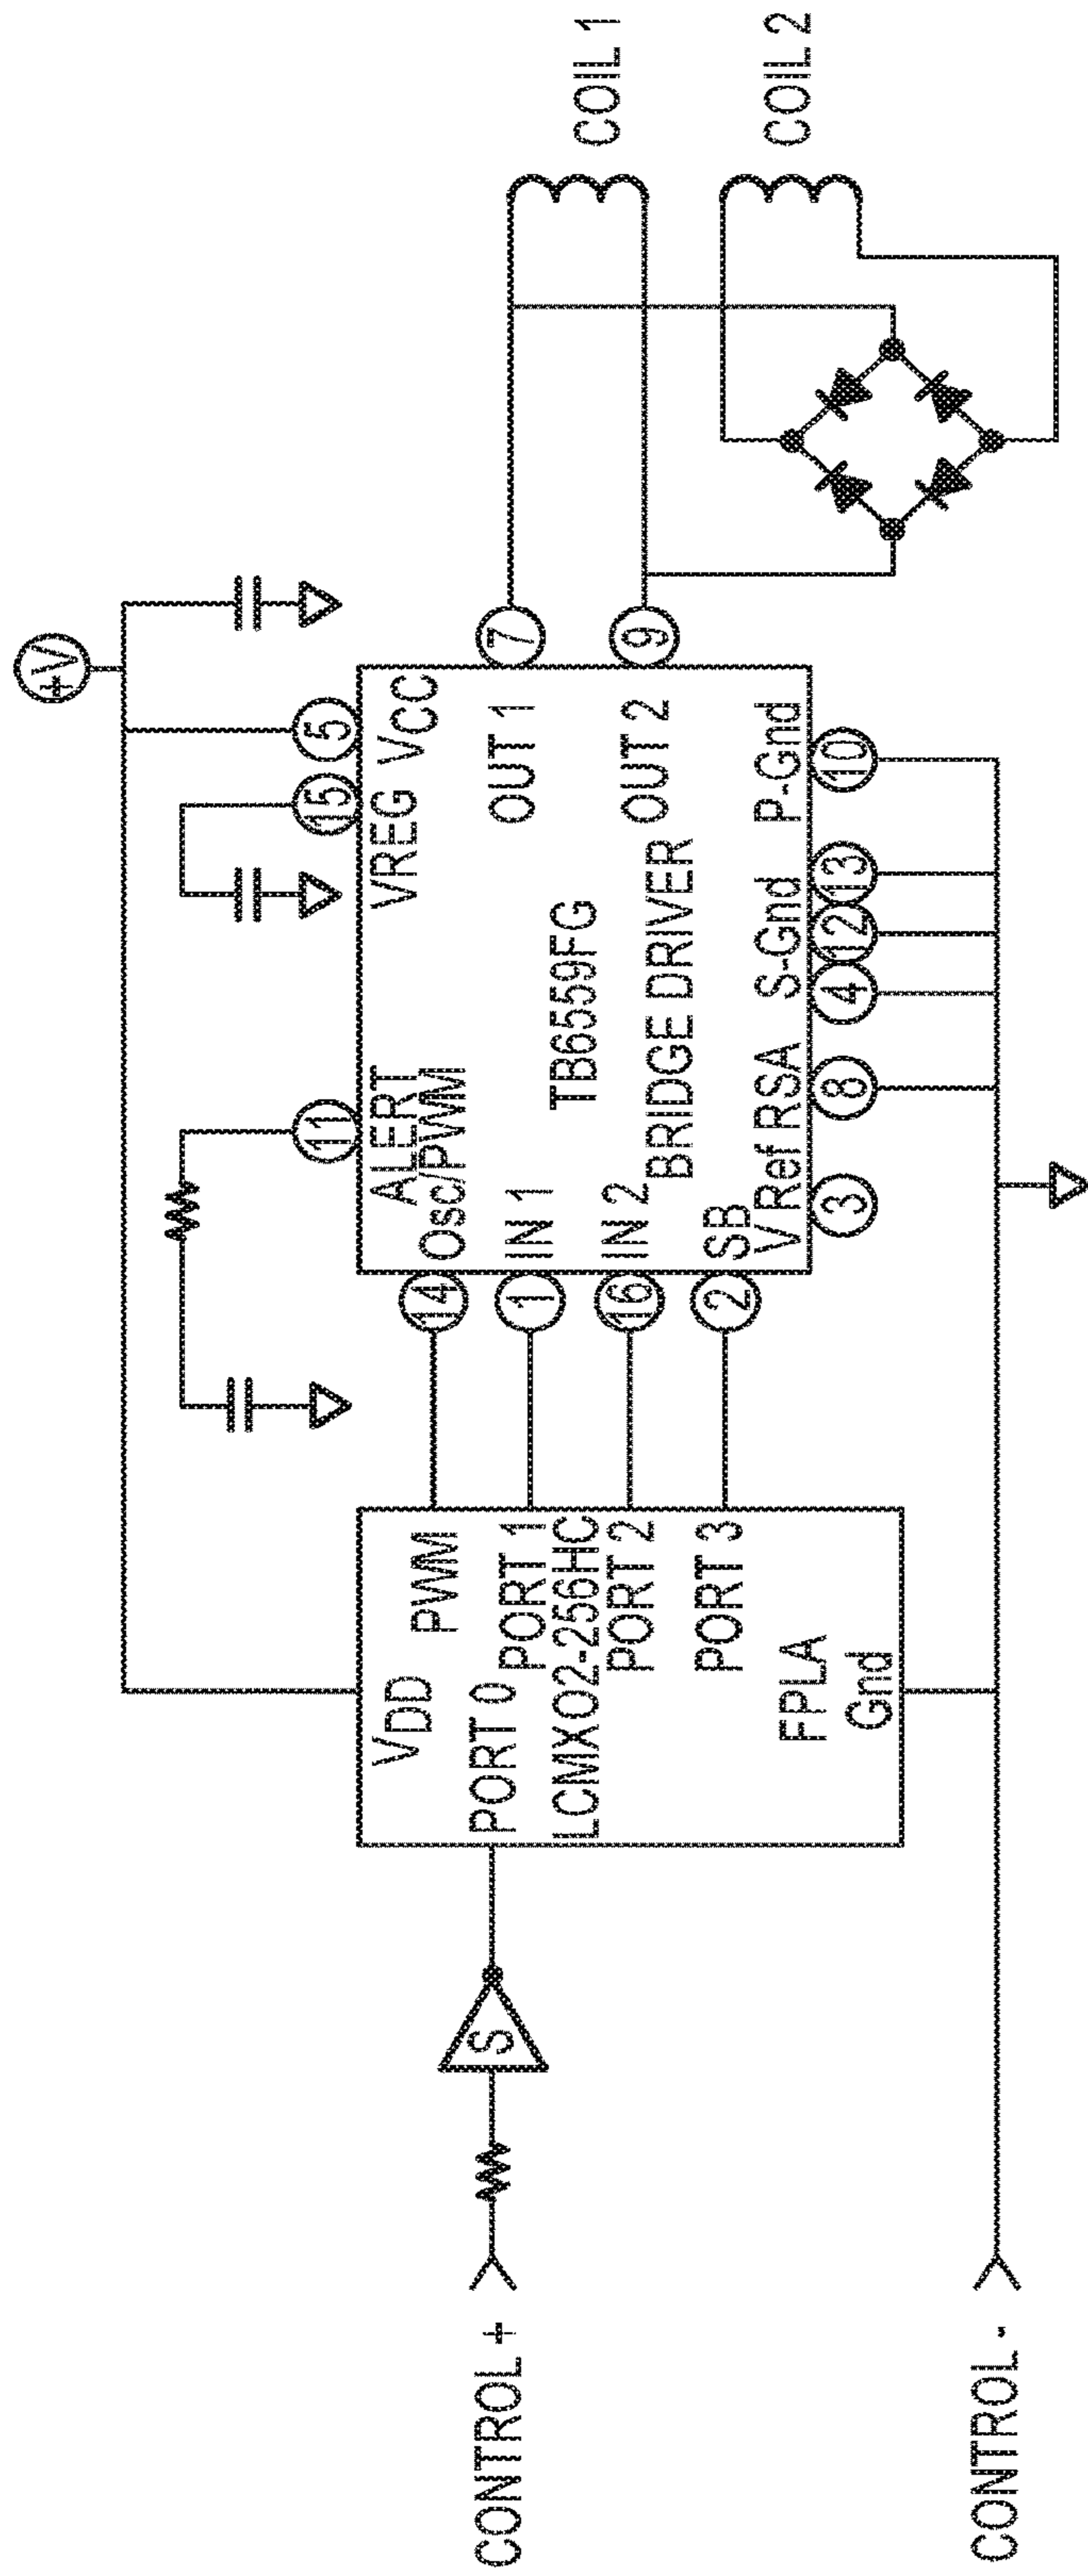 +V
CONTROL +
S
CONTROL -
VDD
PWM
PORT 0
PORT 1
LCMXO2-256HC
PORT 2
PORT 3
FPLA
Gnd
11
15
5
ALERT
VREG
VCC
14
Osc/PWM
1
IN 1
16
IN 2
2
SB
TB6559FG
BRIDGE DRIVER
OUT 1
7
OUT 2
9
V Ref
RSA
S-Gnd
P-Gnd
3
8
4
12
13
10
COIL 1
COIL 2